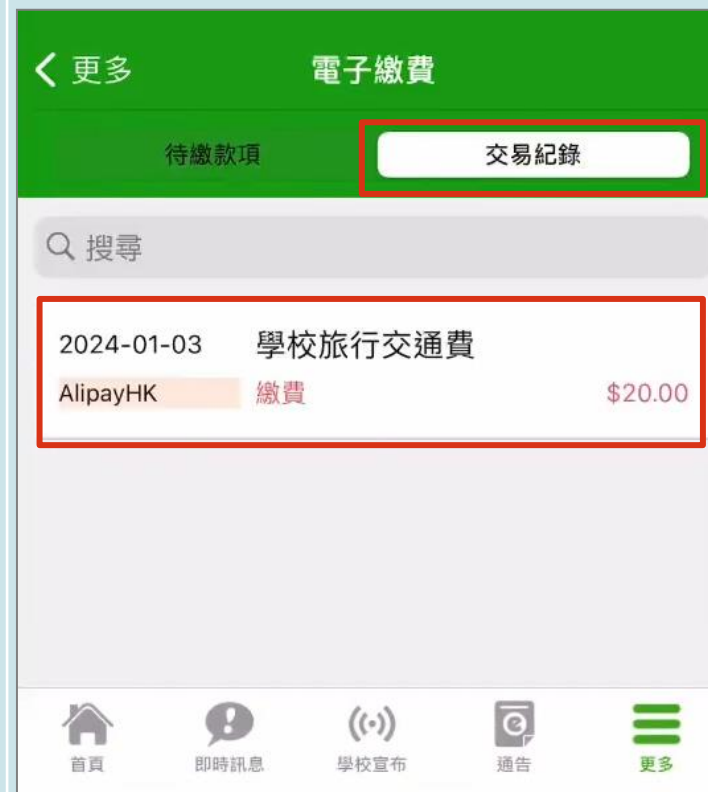 更多 電子繳費
待繳款項 交易紀錄
搜尋
2024-01-03 學校旅行交通費
AlipayHK 繳費 $20.00
首頁 即時訊息 學校宣布 通告 更多